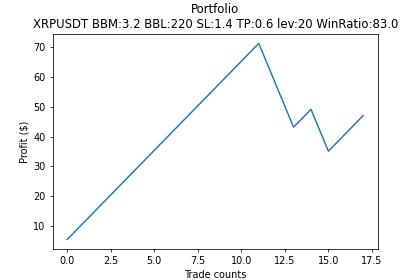 Portfolio
XRPUSDT BBM:3.2 BBL:220 SL:1.4 TP:0.6 lev:20 WinRatio:83.0
70
60
50
40
30
20
10
Profit ($)
0.0 2.5 5.0 7.5 10.0 12.5 15.0 17.5
Trade counts